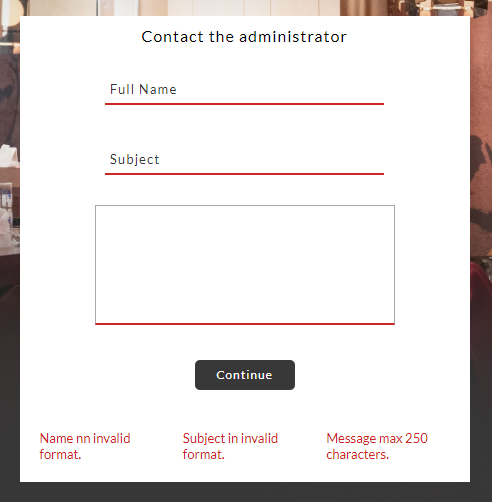 Contact the administrator
Full Name
Subject
Continue
Name nn invalid
format.
Subject in invalid
format.
Message max 250
characters.